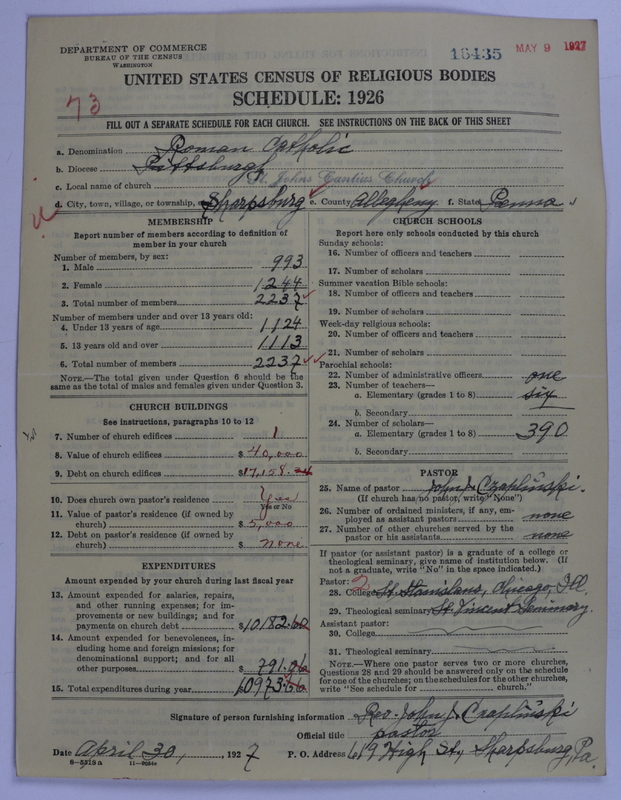 DEPARTMENT OF COMMERCE
BUREAU OF THE CENSUS
WASHINGTON
15435
MAY 9 1927
UNITED STATES CENSUS OF RELIGIOUS BODIES
73
SCHEDULE: 1926
FILL OUT A SEPARATE SCHEDULE FOR EACH CHURCH. SEE INSTRUCTIONS ON THE BACK OF THIS SHEET
a. Denomination Roman Catholic
b. Diocese Pittsburgh
c. Local name of church St. Johns Cantius Church
d. City, town, village, or township, Sharpsburg e. County Allegheny f. State Penna
MEMBERSHIP
Report number of members according to definition of
member in your church
Number of members, by sex:
1. Male 993
2. Female 1244
3. Total number of members 2237
Number of members under and over 13 years old:
4. Under 13 years of age 1124
5. 13 years old and over 1113
6. Total number of members 2237
NOTE.—The total given under Question 6 should be the
same as the total of males and females given under Question 3.
CHURCH BUILDINGS
See instructions, paragraphs 10 to 12
7. Number of church edifices 1
8. Value of church edifices $ 40,000
9. Debt on church edifices $ 17,158.
10. Does church own pastor's residence Yes
Yes or No
11. Value of pastor's residence (if owned by
church) $ 5,000
12. Debt on pastor's residence (if owned by
church) $ none
EXPENDITURES
Amount expended by your church during last fiscal year
13. Amount expended for salaries, repairs,
and other running expenses; for im-
provements or new buildings; and for
payments on church debt $ 10182.60
14. Amount expended for benevolences, in-
cluding home and foreign missions; for
denominational support; and for all
other purposes $ 791.06
15. Total expenditures during year $ 10973.66
CHURCH SCHOOLS
Report here only schools conducted by this church
Sunday schools:
16. Number of officers and teachers
17. Number of scholars
Summer vacation Bible schools:
18. Number of officers and teachers
19. Number of scholars
Week-day religious schools:
20. Number of officers and teachers
21. Number of scholars
Parochial schools:
22. Number of administrative officers one
23. Number of teachers—
a. Elementary (grades 1 to 8) six
b. Secondary
24. Number of scholars—
a. Elementary (grades 1 to 8) 390
b. Secondary
PASTOR
25. Name of pastor John J. Czaplinski.
(If church has no pastor, write "None")
26. Number of ordained ministers, if any, em-
ployed as assistant pastors none
27. Number of other churches served by the
pastor or his assistants none
If pastor (or assistant pastor) is a graduate of a college or
theological seminary, give name of institution below. (If
not a graduate, write "No" in the space indicated.)
Pastor: 2
28. College St. Stanislaus, Chicago, Ill.
29. Theological seminary St. Vincent Seminary.
Assistant pastor:
30. College
31. Theological seminary
NOTE.—Where one pastor serves two or more churches,
Questions 28 and 29 should be answered only on the schedule
for one of the churches; on the schedules for the other churches,
write "See schedule for church."
Signature of person furnishing information Rev. John J. Czaplinski
Official title pastor
Date April 30, 1927 P. O. Address 619 High St., Sharpsburg, Pa.
8—5519 a